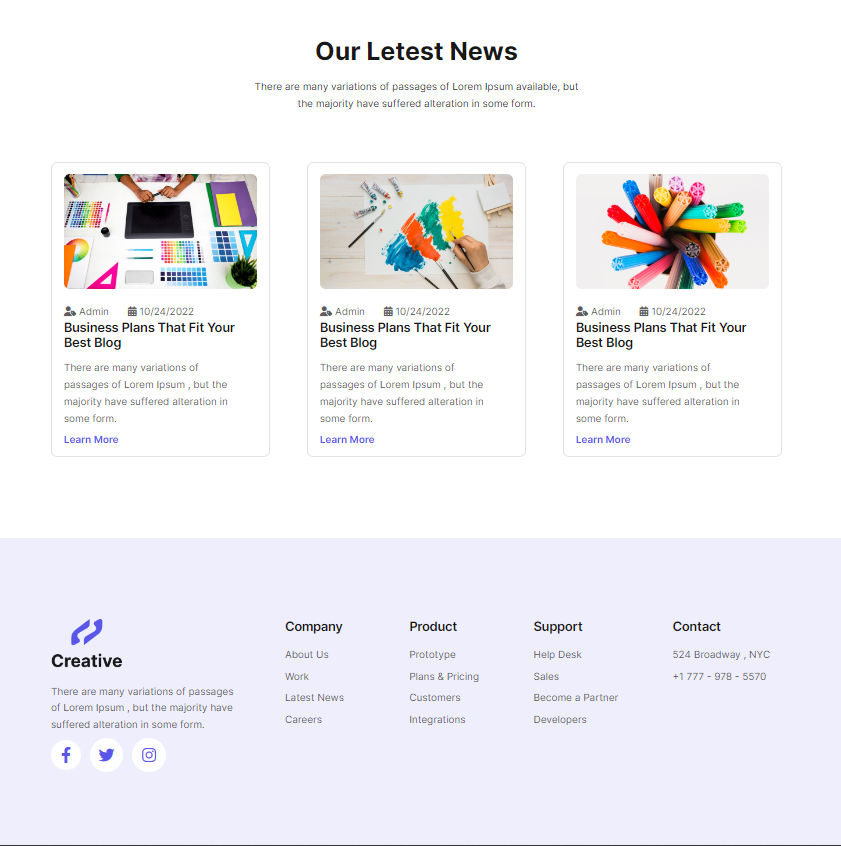 Our Letest News
There are many variations of passages of Lorem Ipsum available, but
the majority have suffered alteration in some form.
Admin 10/24/2022
Business Plans That Fit Your
Best Blog
There are many variations of
passages of Lorem Ipsum , but the
majority have suffered alteration in
some form.
Learn More
Admin 10/24/2022
Business Plans That Fit Your
Best Blog
There are many variations of
passages of Lorem Ipsum , but the
majority have suffered alteration in
some form.
Learn More
Admin 10/24/2022
Business Plans That Fit Your
Best Blog
There are many variations of
passages of Lorem Ipsum , but the
majority have suffered alteration in
some form.
Learn More
Creative
There are many variations of passages
of Lorem Ipsum , but the majority have
suffered alteration in some form.
Company
About Us
Work
Latest News
Careers
Product
Prototype
Plans & Pricing
Customers
Integrations
Support
Help Desk
Sales
Become a Partner
Developers
Contact
524 Broadway , NYC
+1 777 - 978 - 5570